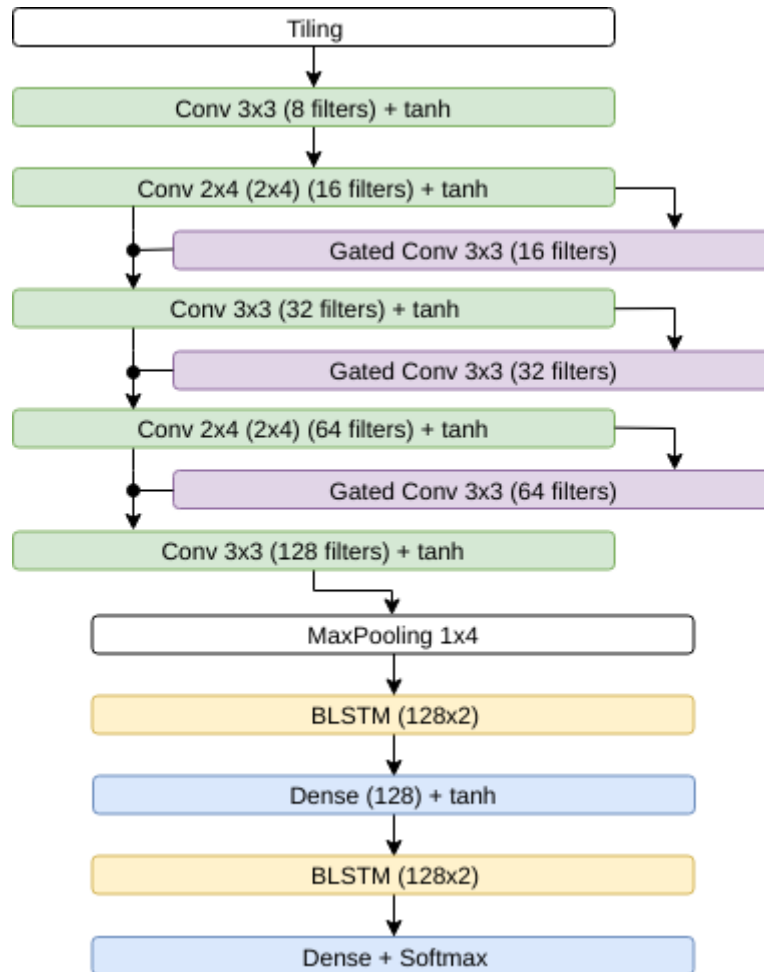 Tiling
Conv 3x3 (8 filters) + tanh
Conv 2x4 (2x4) (16 filters) + tanh
Gated Conv 3x3 (16 filters)
Conv 3x3 (32 filters) + tanh
Gated Conv 3x3 (32 filters)
Conv 2x4 (2x4) (64 filters) + tanh
Gated Conv 3x3 (64 filters)
Conv 3x3 (128 filters) + tanh
MaxPooling 1x4
BLSTM (128x2)
Dense (128) + tanh
BLSTM (128x2)
Dense + Softmax